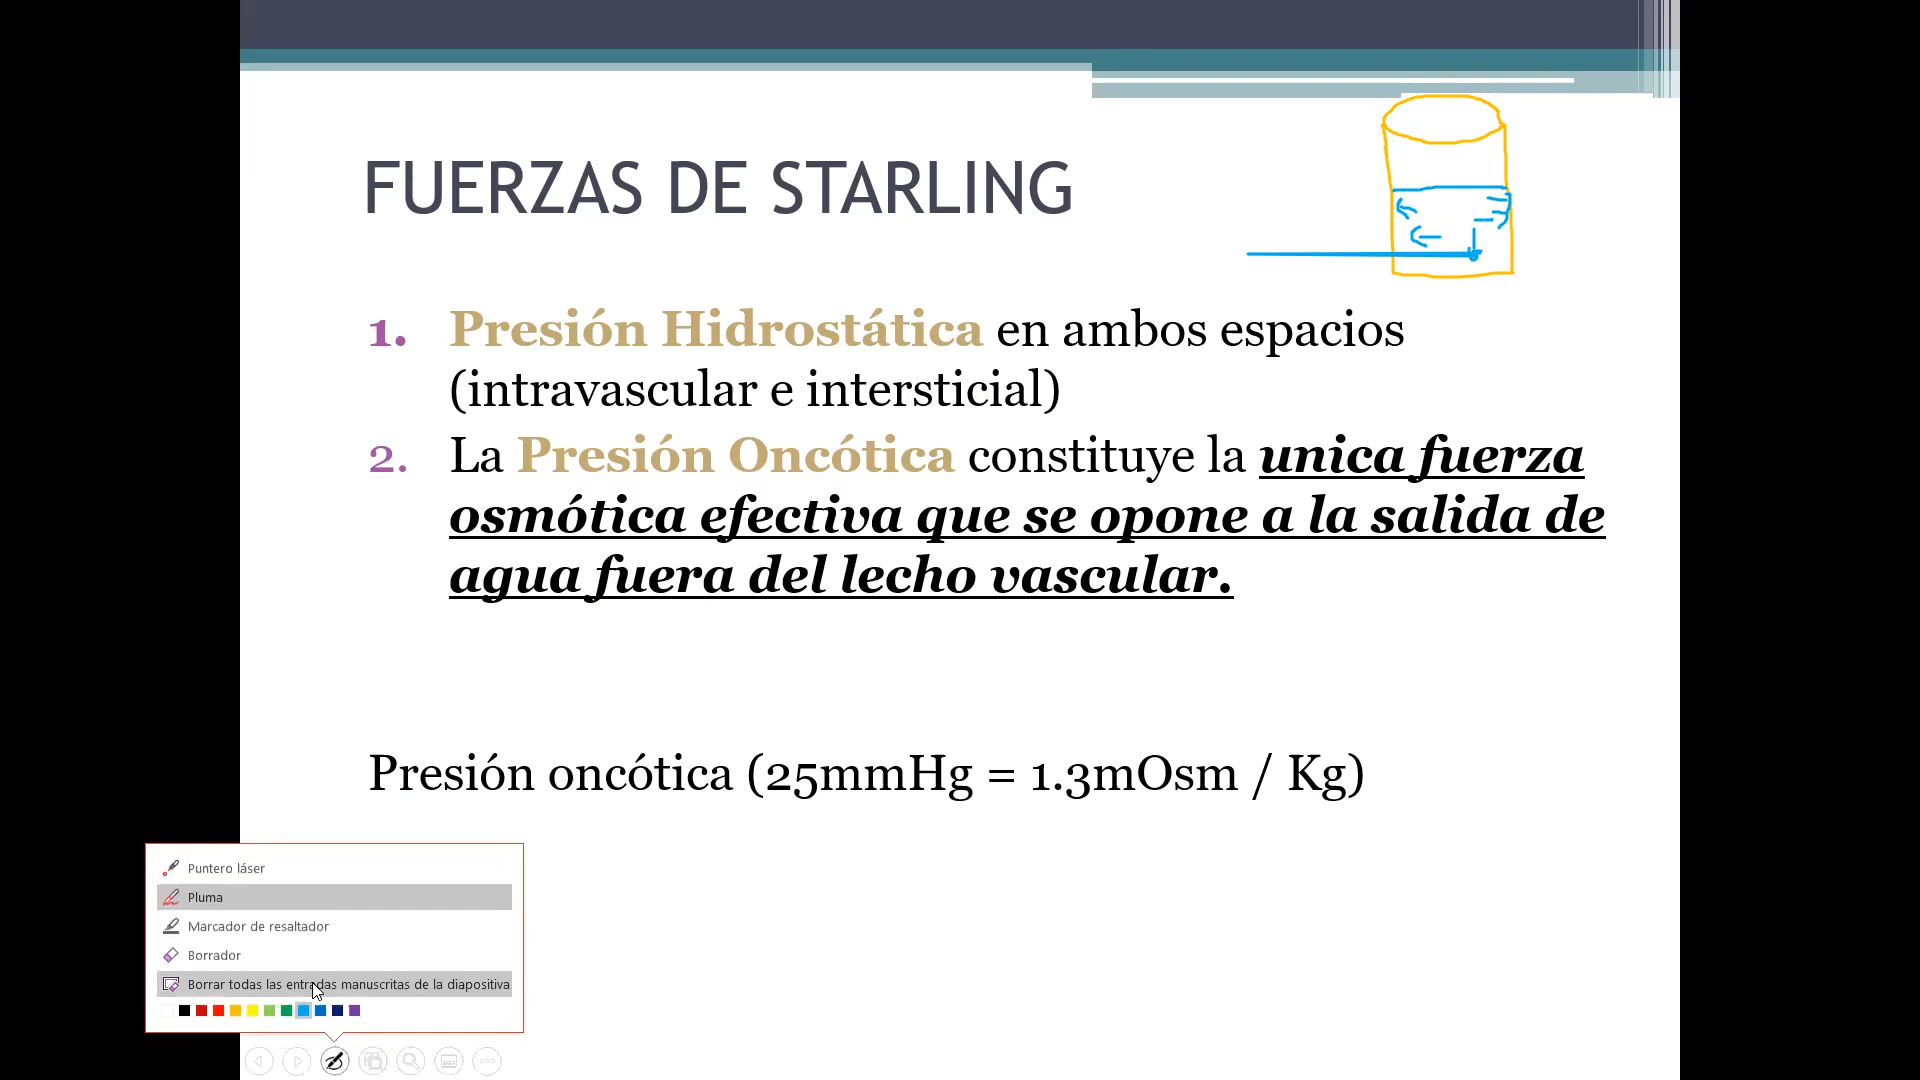 FUERZAS DE STARLING
1. Presión Hidrostática en ambos espacios
(intravascular e intersticial)
2. La Presión Oncótica constituye la unica fuerza
osmótica efectiva que se opone a la salida de
agua fuera del lecho vascular.
Presión oncótica (25mmHg = 1.3mOsm / Kg)
Puntero láser
Pluma
Marcador de resaltador
Borrador
Borrar todas las entradas manuscritas de la diapositiva